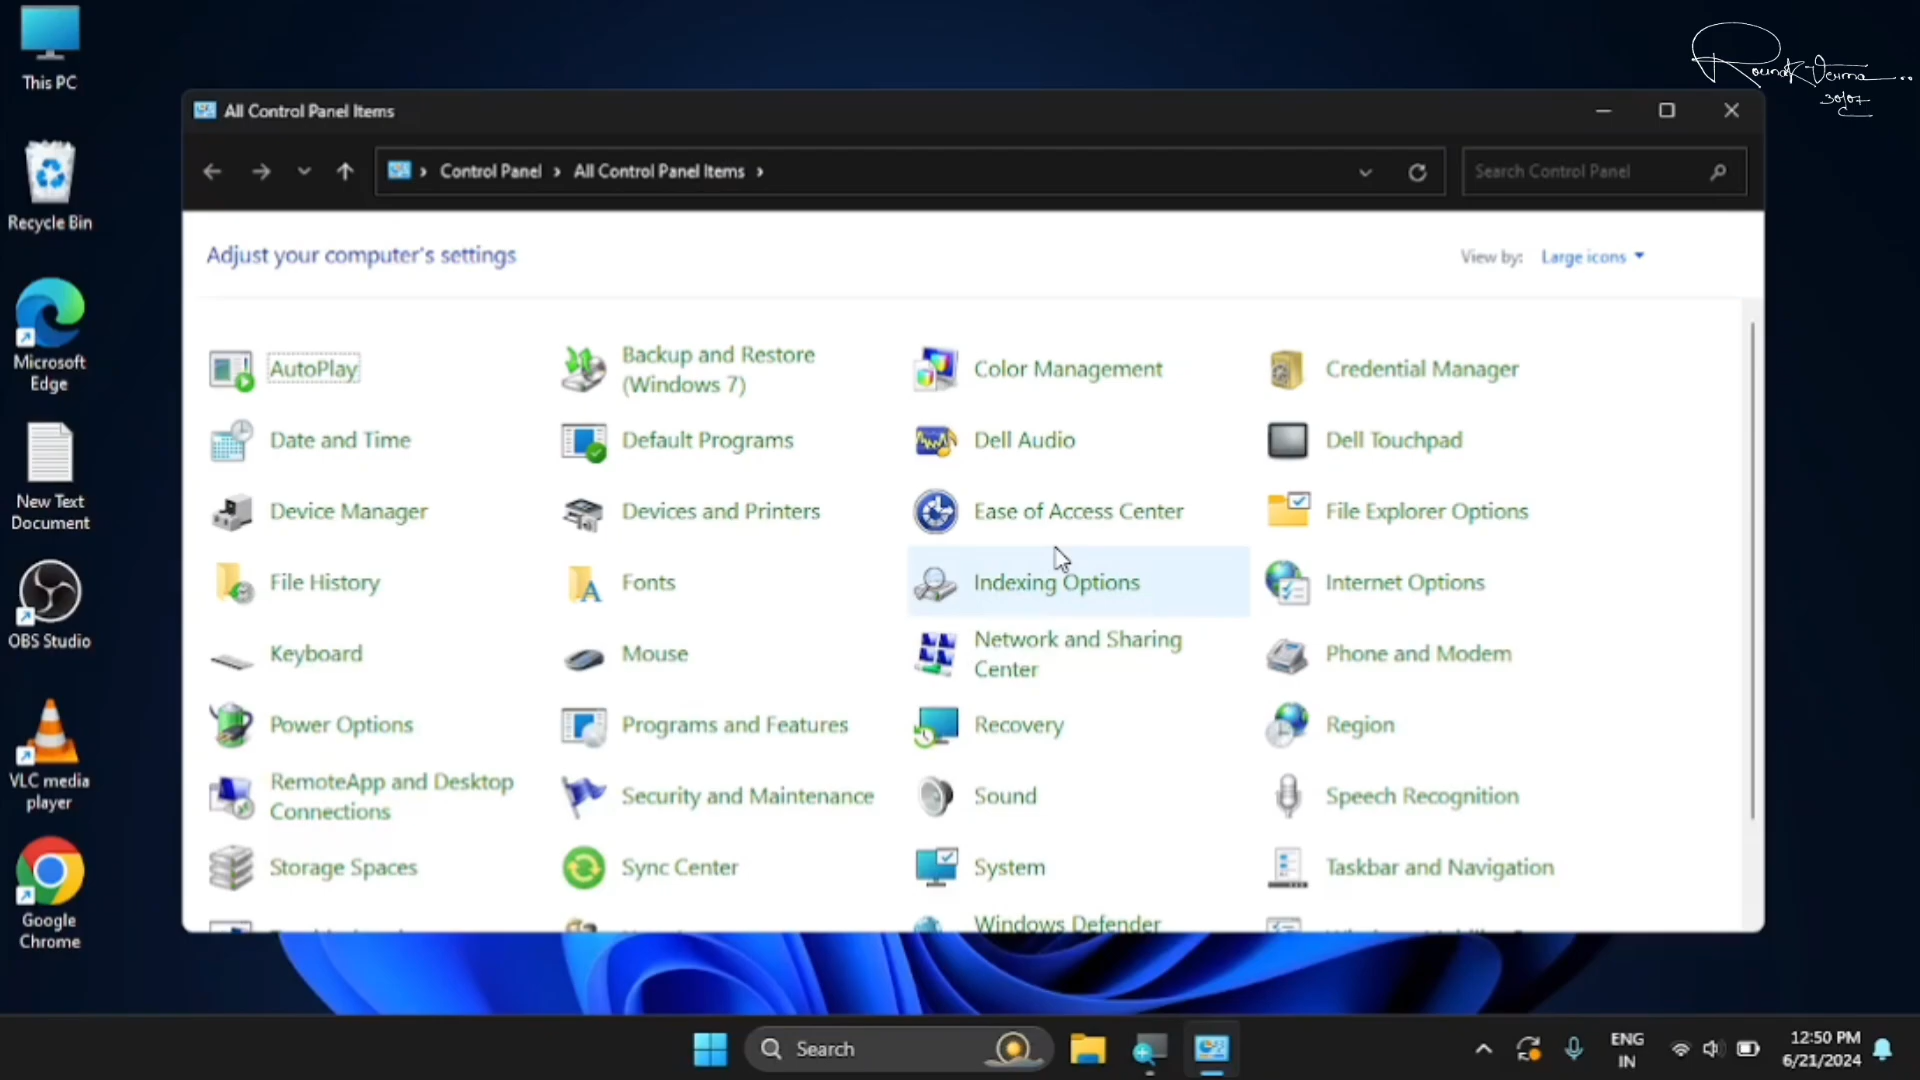 This PC
Recycle Bin
Microsoft
Edge
New Text
Document
OBS Studio
VLC media
player
Google
Chrome
30/07
All Control Panel Items
Control Panel
All Control Panel Items
Search Control Panel
Adjust your computer's settings
View by: Large icons
AutoPlay
Backup and Restore
(Windows 7)
Color Management
Credential Manager
Date and Time
Default Programs
Dell Audio
Dell Touchpad
Device Manager
Devices and Printers
Ease of Access Center
File Explorer Options
File History
Fonts
Indexing Options
Internet Options
Keyboard
Mouse
Network and Sharing
Center
Phone and Modem
Power Options
Programs and Features
Recovery
Region
RemoteApp and Desktop
Connections
Security and Maintenance
Sound
Speech Recognition
Storage Spaces
Sync Center
System
Taskbar and Navigation
Windows Defender
Search
ENG
IN
12:50 PM
6/21/2024